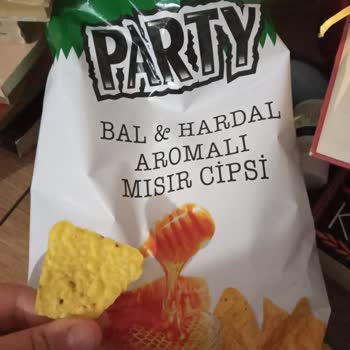 PARTY
BAL & HARDAL
AROMALI
MISIR CİPSİ
K